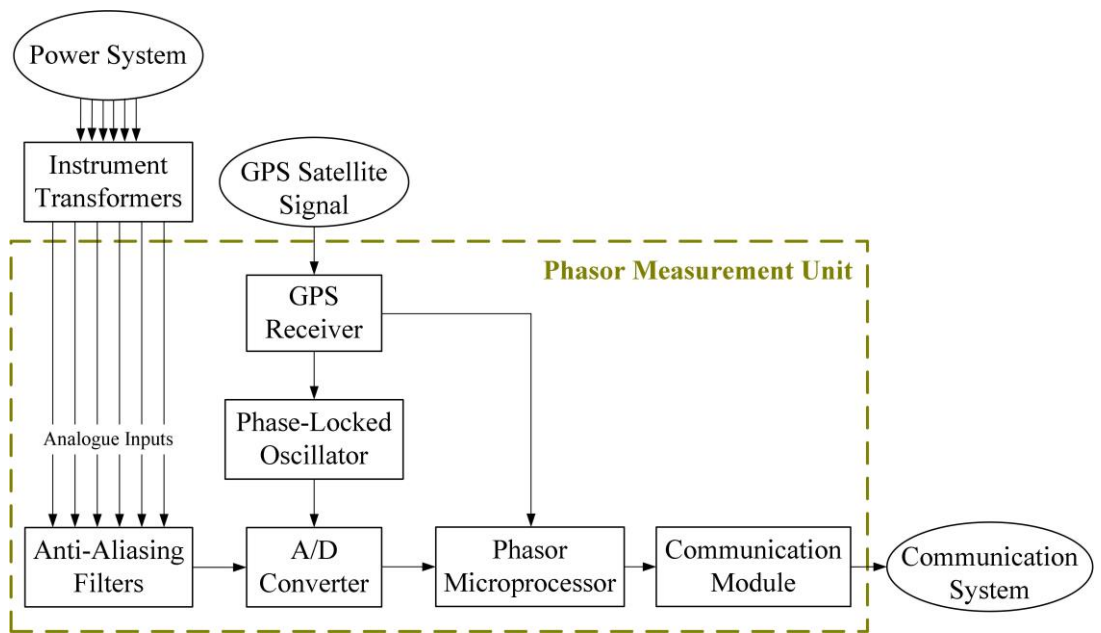 Power System
Instrument
Transformers
GPS Satellite
Signal
Phasor Measurement Unit
GPS
Receiver
Phase-Locked
Oscillator
Analogue Inputs
Anti-Aliasing
Filters
A/D
Converter
Phasor
Microprocessor
Communication
Module
Communication
System